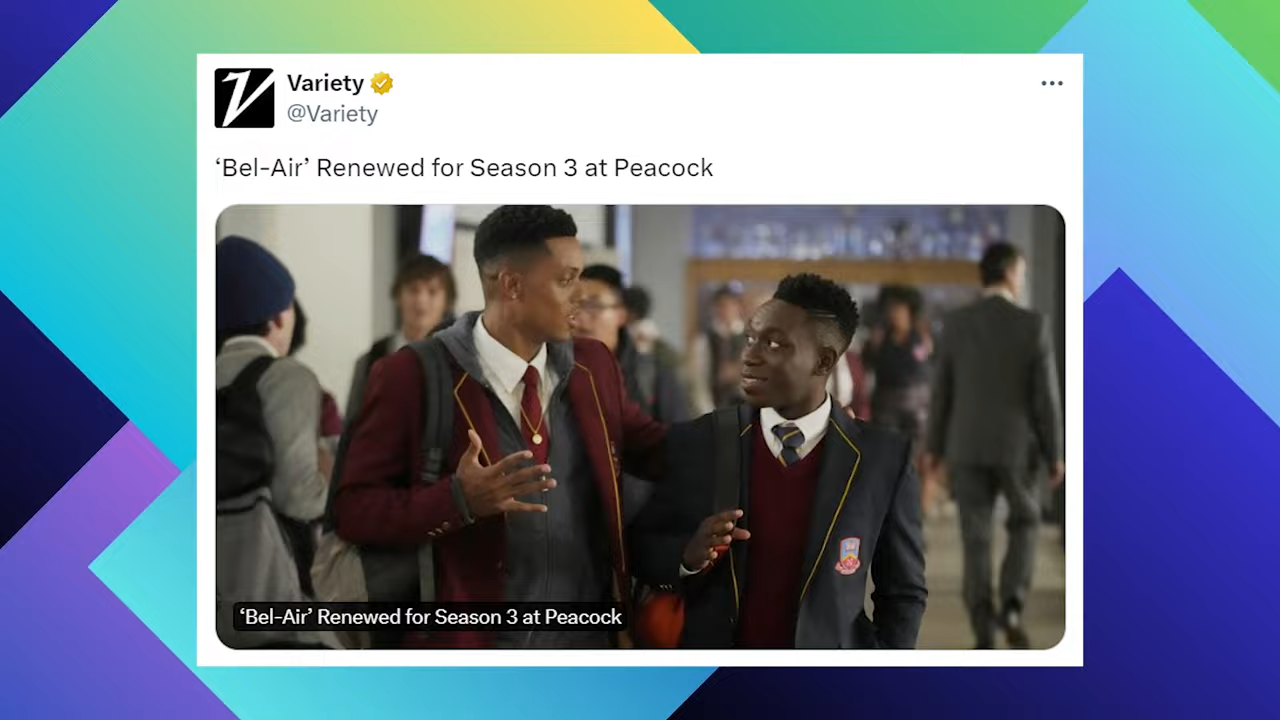 Variety
@Variety
‘Bel-Air’ Renewed for Season 3 at Peacock
‘Bel-Air’ Renewed for Season 3 at Peacock